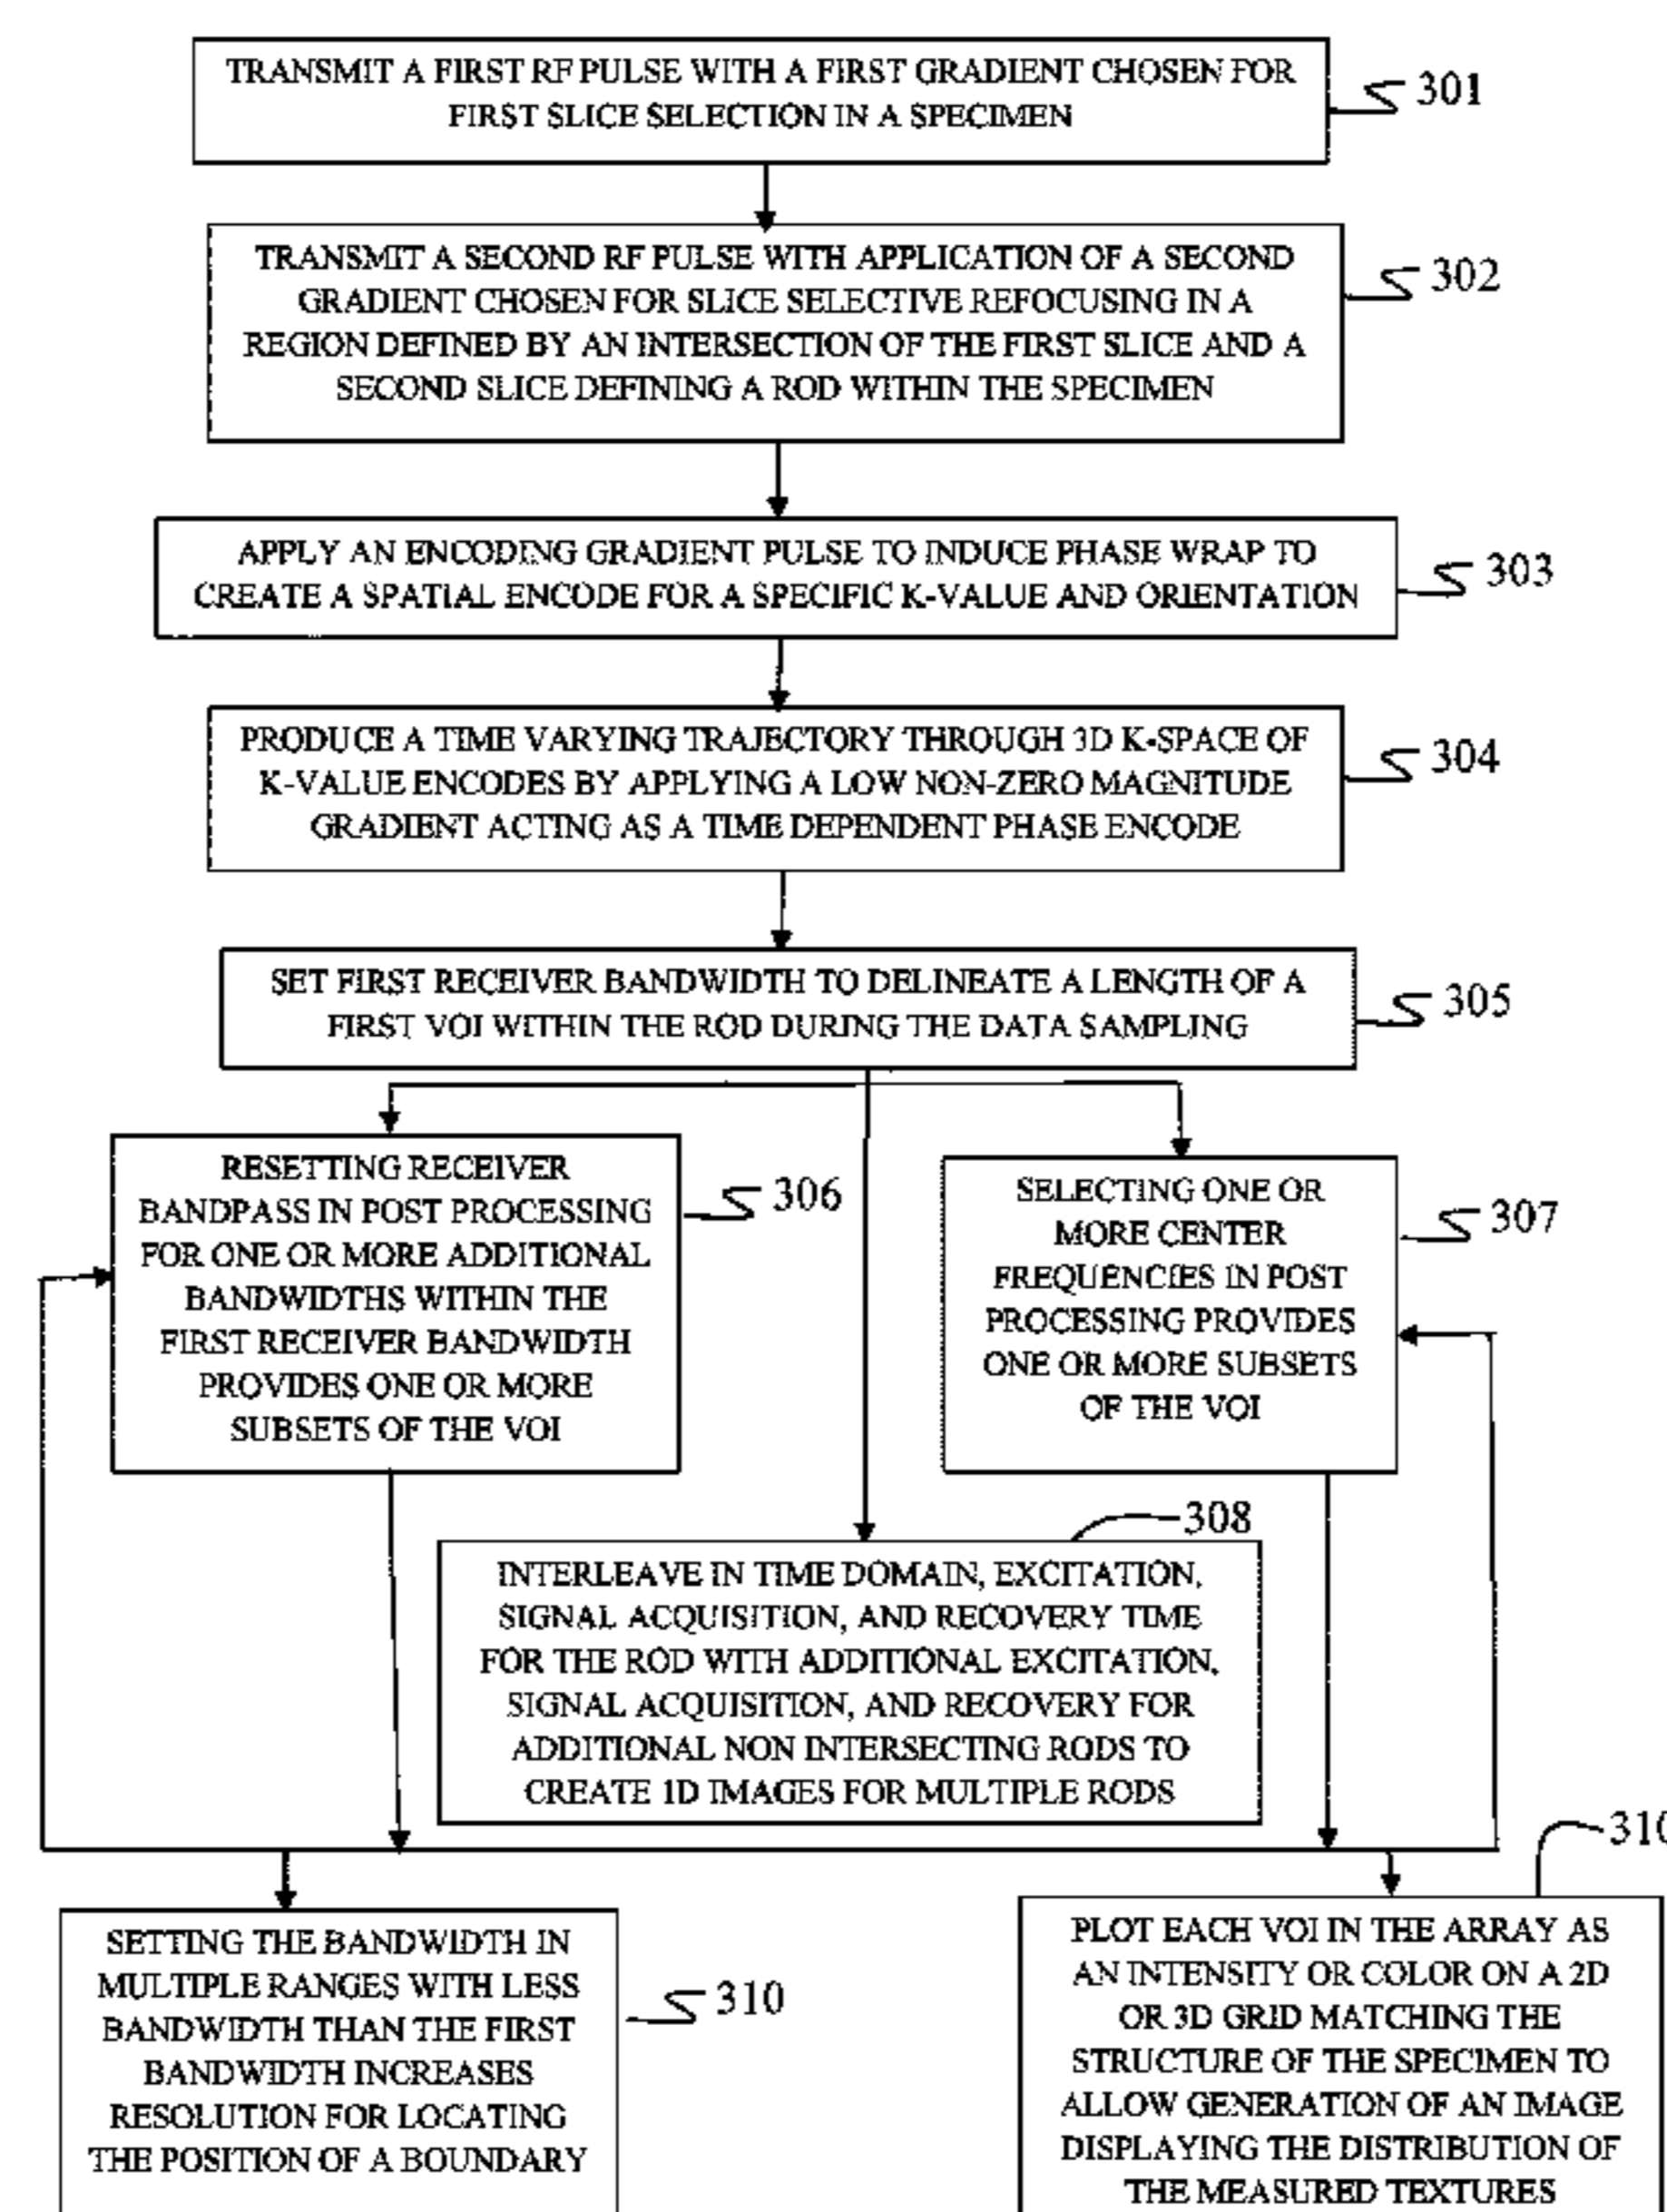 TRANSMIT A FIRST RF PULSE WITH A FIRST GRADIENT CHOSEN FOR
FIRST SLICE SELECTION IN A SPECIMEN
301
TRANSMIT A SECOND RF PULSE WITH APPLICATION OF A SECOND
GRADIENT CHOSEN FOR SLICE SELECTIVE REFOCUSING IN A
REGION DEFINED BY AN INTERSECTION OF THE FIRST SLICE AND A
SECOND SLICE DEFINING A ROD WITHIN THE SPECIMEN
302
APPLY AN ENCODING GRADIENT PULSE TO INDUCE PHASE WRAP TO
CREATE A SPATIAL ENCODE FOR A SPECIFIC K-VALUE AND ORIENTATION
303
PRODUCE A TIME VARYING TRAJECTORY THROUGH 3D K-SPACE OF
K-VALUE ENCODES BY APPLYING A LOW NON-ZERO MAGNITUDE
GRADIENT ACTING AS A TIME DEPENDENT PHASE ENCODE
304
SET FIRST RECEIVER BANDWIDTH TO DELINEATE A LENGTH OF A
FIRST VOI WITHIN THE ROD DURING THE DATA SAMPLING
305
RESETTING RECEIVER
BANDPASS IN POST PROCESSING
FOR ONE OR MORE ADDITIONAL
BANDWIDTHS WITHIN THE
FIRST RECEIVER BANDWIDTH
PROVIDES ONE OR MORE
SUBSETS OF THE VOI
306
SELECTING ONE OR
MORE CENTER
FREQUENCIES IN POST
PROCESSING PROVIDES
ONE OR MORE SUBSETS
OF THE VOI
307
308
INTERLEAVE IN TIME DOMAIN, EXCITATION,
SIGNAL ACQUISITION, AND RECOVERY TIME
FOR THE ROD WITH ADDITIONAL EXCITATION,
SIGNAL ACQUISITION, AND RECOVERY FOR
ADDITIONAL NON INTERSECTING RODS TO
CREATE 1D IMAGES FOR MULTIPLE RODS
SETTING THE BANDWIDTH IN
MULTIPLE RANGES WITH LESS
BANDWIDTH THAN THE FIRST
BANDWIDTH INCREASES
RESOLUTION FOR LOCATING
THE POSITION OF A BOUNDARY
310
310
PLOT EACH VOI IN THE ARRAY AS
AN INTENSITY OR COLOR ON A 2D
OR 3D GRID MATCHING THE
STRUCTURE OF THE SPECIMEN TO
ALLOW GENERATION OF AN IMAGE
DISPLAYING THE DISTRIBUTION OF
THE MEASURED TEXTURES